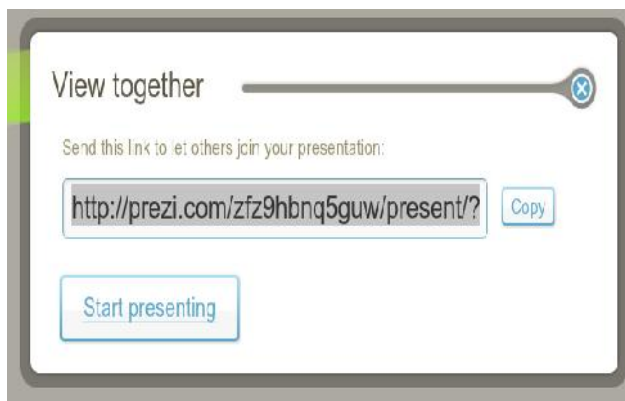 View together
Send this link to let others join your presentation:
http://prezi.com/zfz9hbnq5guw/present/?
Copy
Start presenting